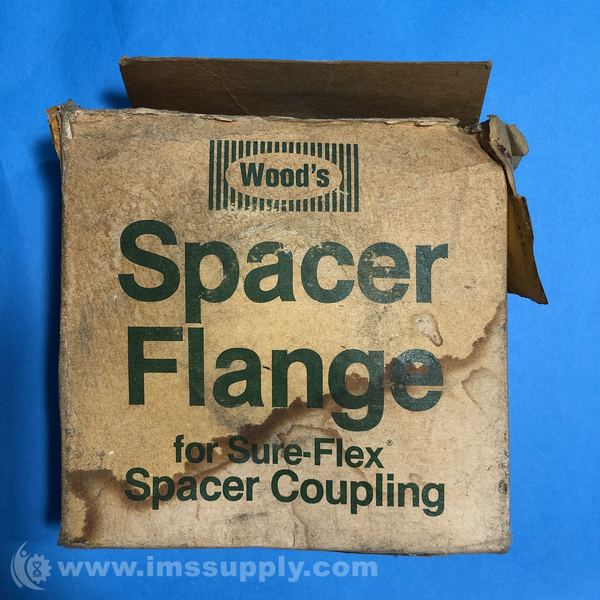 Wood's
Spacer
Flange
for Sure-Flex®
Spacer Coupling
www.imssupply.com